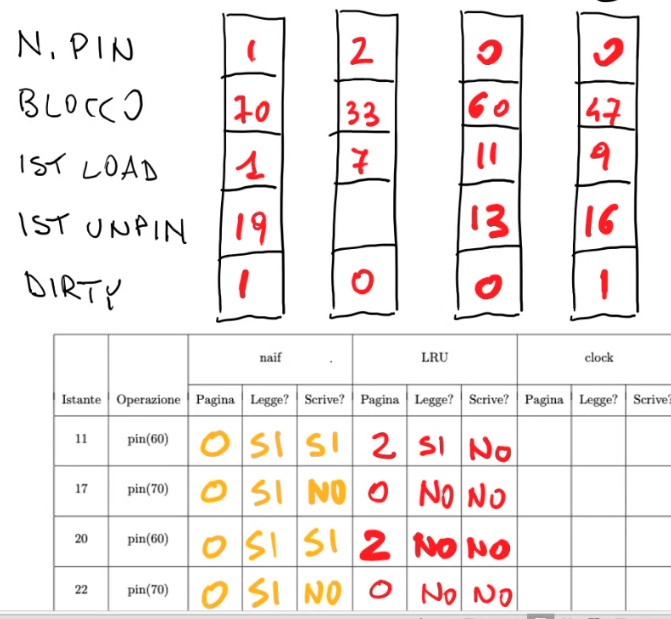 N. PIN 1 2 0 0
BLOCCO 70 33 60 47
IST LOAD 1 7 11 9
IST UNPIN 19 13 16
DIRTY 1 0 0 1
naif LRU clock
Istante Operazione Pagina Legge? Scrive? Pagina Legge? Scrive? Pagina Legge? Scrive?
11 pin(60) 0 SI SI 2 SI No
17 pin(70) 0 SI NO 0 NO NO
20 pin(60) 0 SI SI 2 NO NO
22 pin(70) 0 SI NO 0 No NO